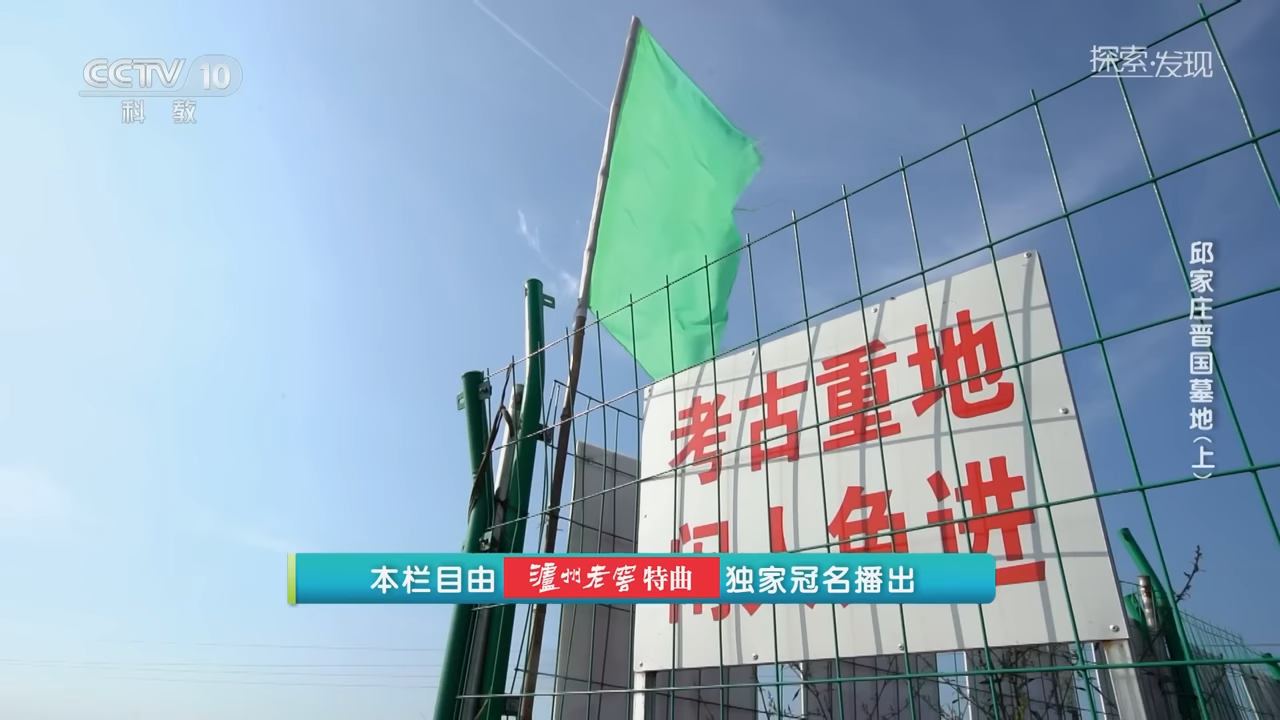 CCTV 10
科教
探索·发现
邱家庄晋国墓地(上)
考古重地
闲人免进
本栏目由泸州老窖特曲独家冠名播出